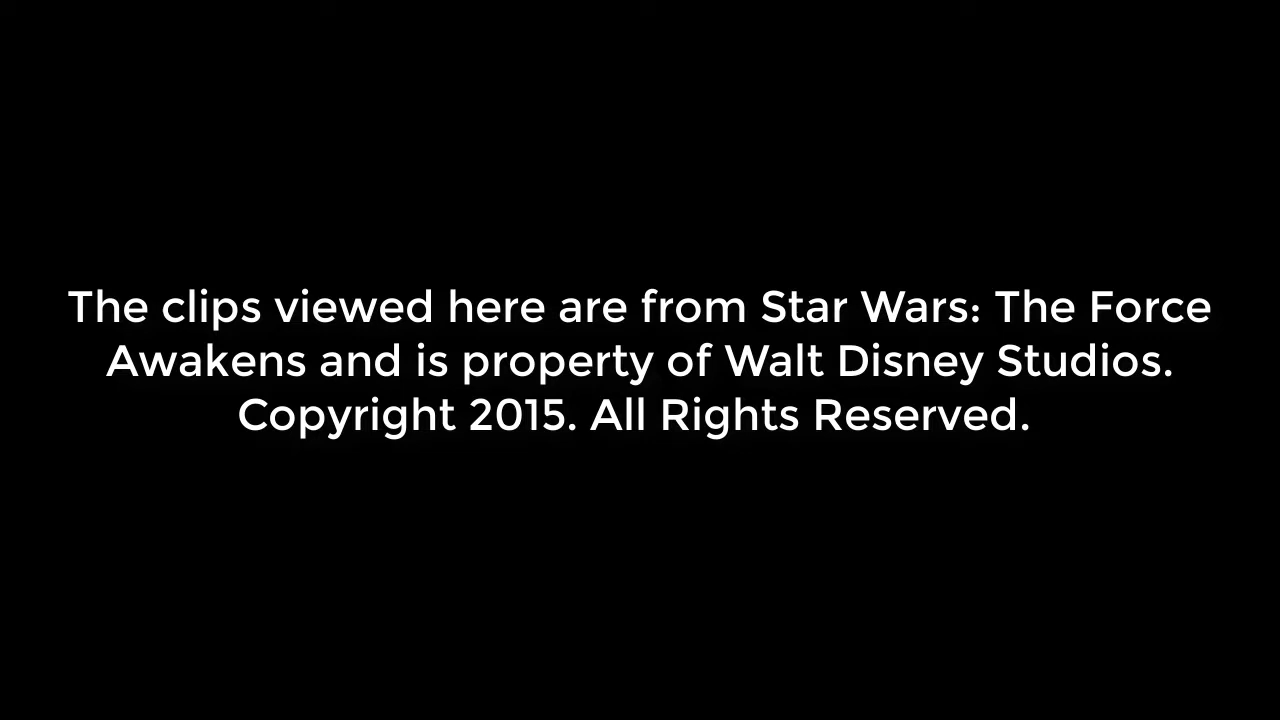 The clips viewed here are from Star Wars: The Force
Awakens and is property of Walt Disney Studios.
Copyright 2015. All Rights Reserved.